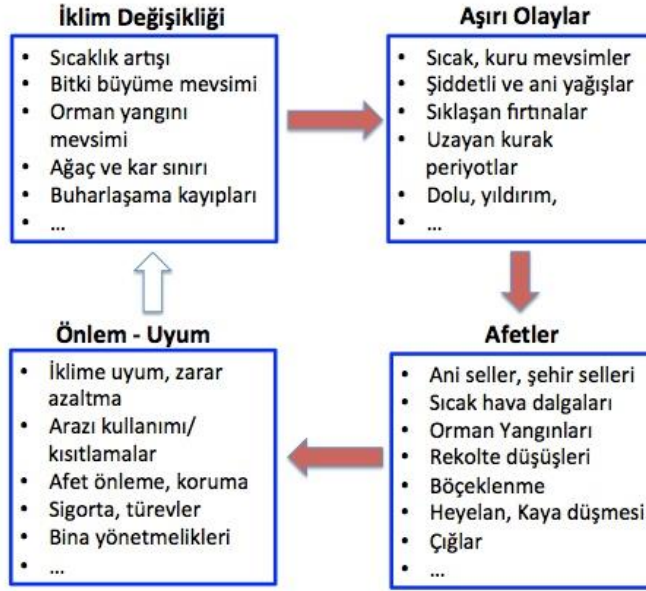 İklim Değişikliği
• Sıcaklık artışı
• Bitki büyüme mevsimi
• Orman yangını
mevsimi
• Ağaç ve kar sınırı
• Buharlaşama kayıpları
• ...
Aşırı Olaylar
• Sıcak, kuru mevsimler
• Şiddetli ve ani yağışlar
• Sıklaşan fırtınalar
• Uzayan kurak
periyotlar
• Dolu, yıldırım,
• ...
Önlem - Uyum
• İklime uyum, zarar
azaltma
• Arazı kullanımı/
kısıtlamalar
• Afet önleme, koruma
• Sigorta, türevler
• Bina yönetmelikleri
• ...
Afetler
• Ani seller, şehir selleri
• Sıcak hava dalgaları
• Orman Yangınları
• Rekolte düşüşleri
• Böçeklenme
• Heyelan, Kaya düşmesi
• Çığlar
• ...